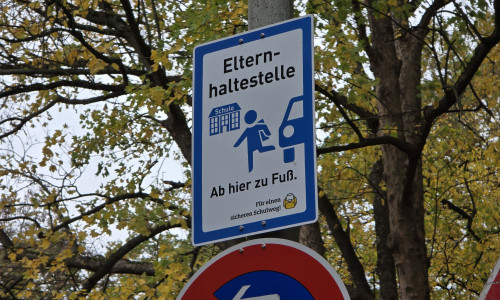 Eltern-
haltestelle
Schule
Ab hier zu Fuß.
Für einen
sicheren Schulweg!